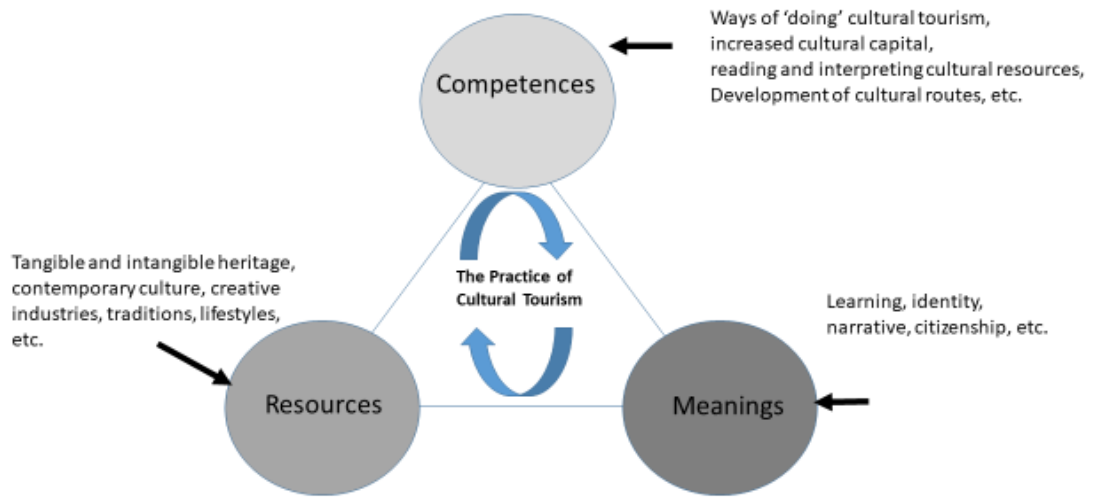 Ways of ‘doing’ cultural tourism,
increased cultural capital,
reading and interpreting cultural resources,
Development of cultural routes, etc.
Competences
The Practice of
Cultural Tourism
Tangible and intangible heritage,
contemporary culture, creative
industries, traditions, lifestyles,
etc.
Learning, identity,
narrative, citizenship, etc.
Resources
Meanings